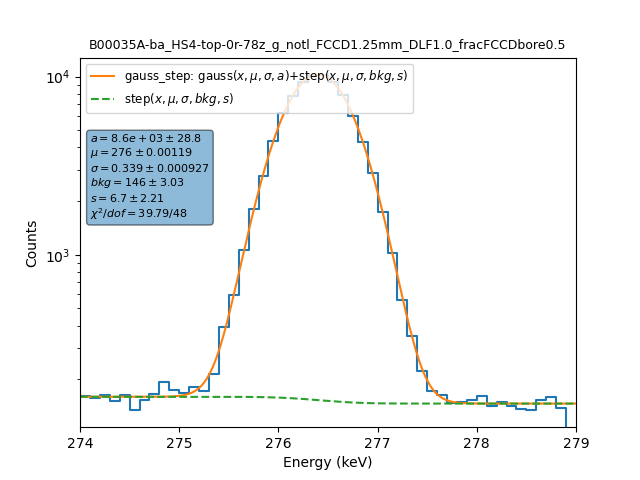 B00035A-ba_HS4-top-0r-78z_g_notl_FCCD1.25mm_DLF1.0_fracFCCDbore0.5
gauss_step: gauss(x, μ, σ, a)+step(x, μ, σ, bkg, s)
step(x, μ, σ, bkg, s)
a = 8.6e + 03 ± 28.8
μ = 276 ± 0.00119
σ = 0.339 ± 0.000927
bkg = 146 ± 3.03
s = 6.7 ± 2.21
χ²/dof = 39.79/48
10⁴
10³
Counts
274 275 276 277 278 279
Energy (keV)